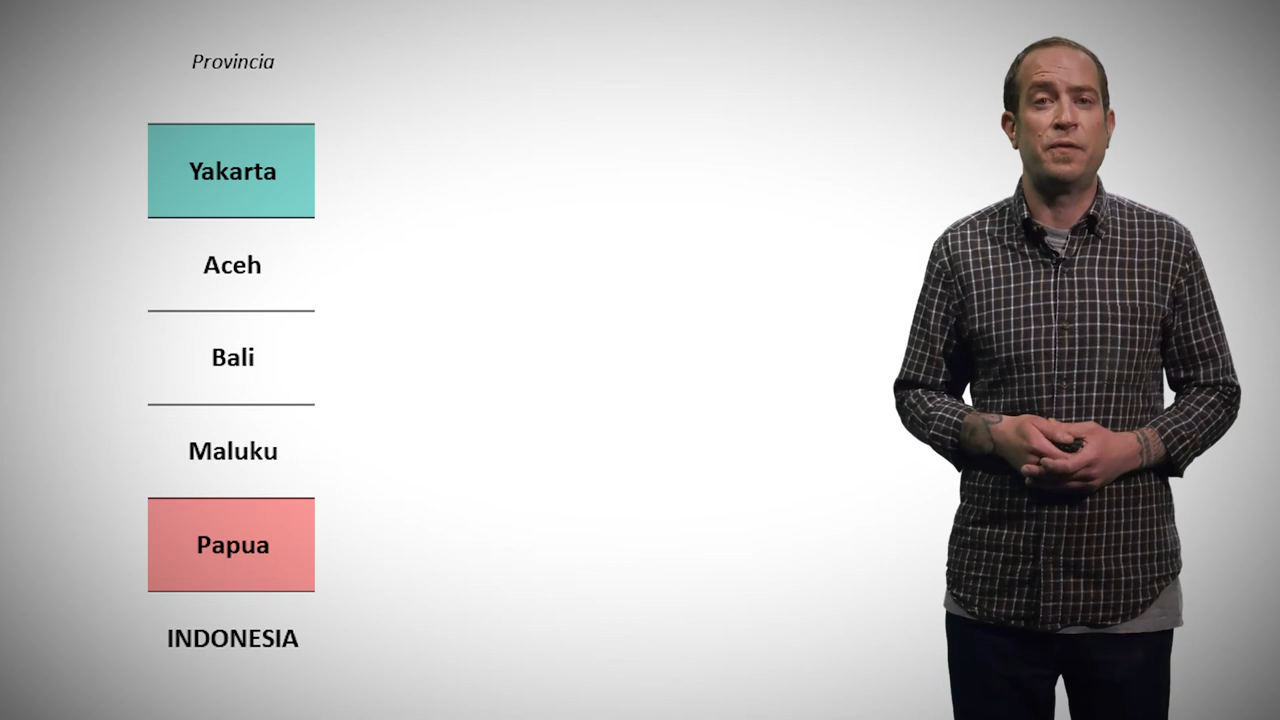 Provincia
Yakarta
Aceh
Bali
Maluku
Papua
INDONESIA